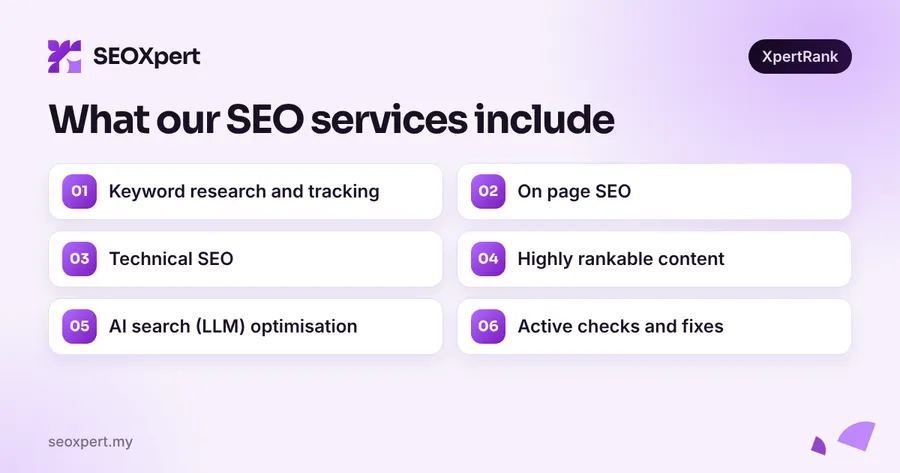 SEOXpert
XpertRank
What our SEO services include
01 Keyword research and tracking
02 On page SEO
03 Technical SEO
04 Highly rankable content
05 AI search (LLM) optimisation
06 Active checks and fixes
seoxpert.my